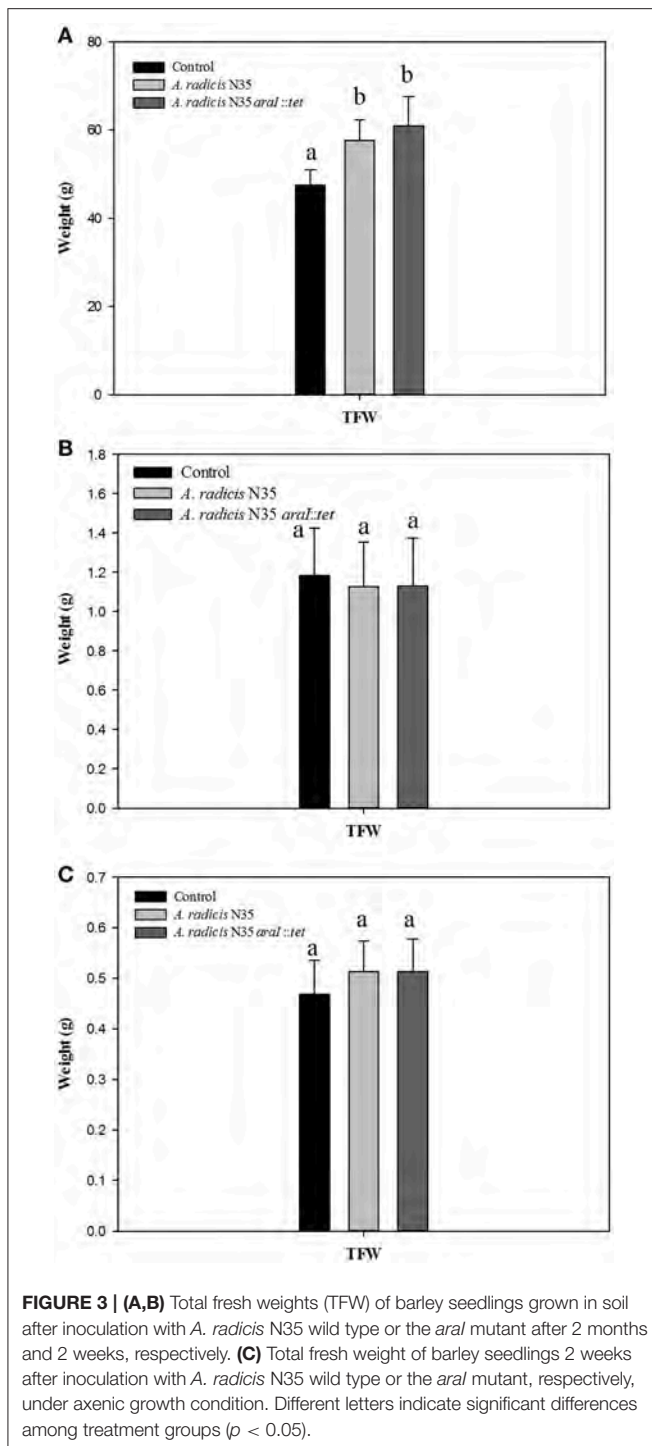 A
80
60
40
20
0
Weight (g)
Control
A. radicis N35
A. radicis N35 araI::tet
a
b
b
TFW
B
1.8
1.6
1.4
1.2
1.0
0.8
0.6
0.4
0.2
0.0
Weight (g)
Control
A. radicis N35
A. radicis N35 araI::tet
a
a
a
TFW
C
0.7
0.6
0.5
0.4
0.3
0.2
0.1
0.0
Weight (g)
Control
A. radicis N35
A. radicis N35 araI::tet
a
a
a
TFW
FIGURE 3 | (A,B) Total fresh weights (TFW) of barley seedlings grown in soil
after inoculation with A. radicis N35 wild type or the araI mutant after 2 months
and 2 weeks, respectively. (C) Total fresh weight of barley seedlings 2 weeks
after inoculation with A. radicis N35 wild type or the araI mutant, respectively,
under axenic growth condition. Different letters indicate significant differences
among treatment groups (p < 0.05).